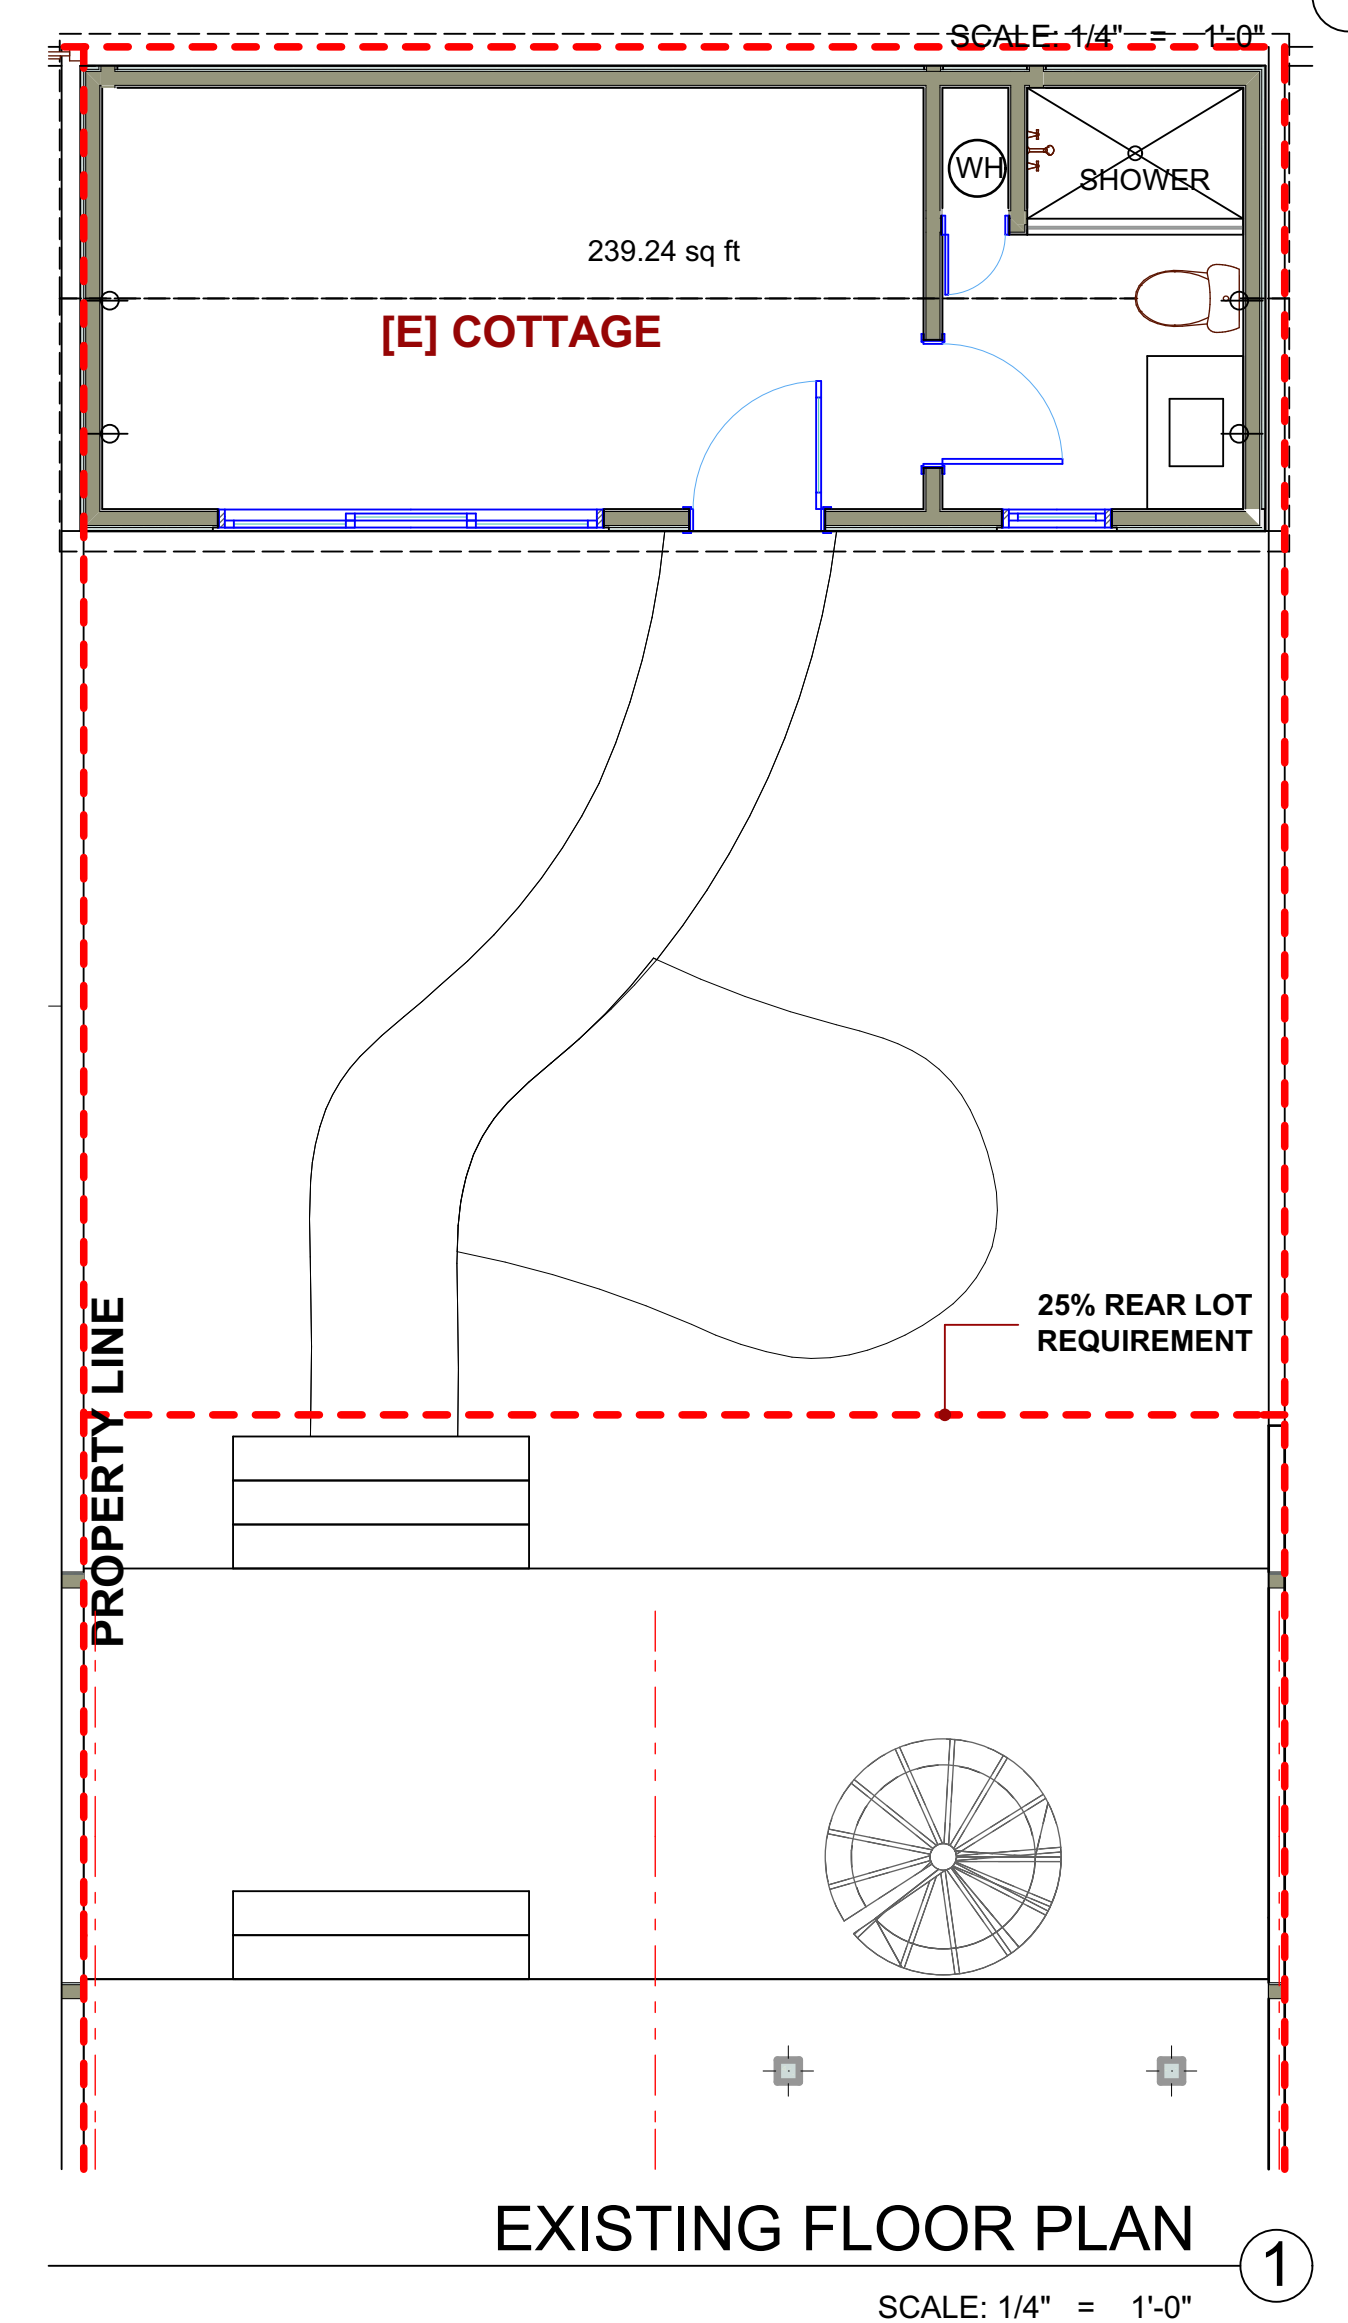 SCALE: 1/4" = 1'-0"
WH
SHOWER
239.24 sq ft
[E] COTTAGE
25% REAR LOT
REQUIREMENT
PROPERTY LINE
EXISTING FLOOR PLAN
1
SCALE: 1/4" = 1'-0"